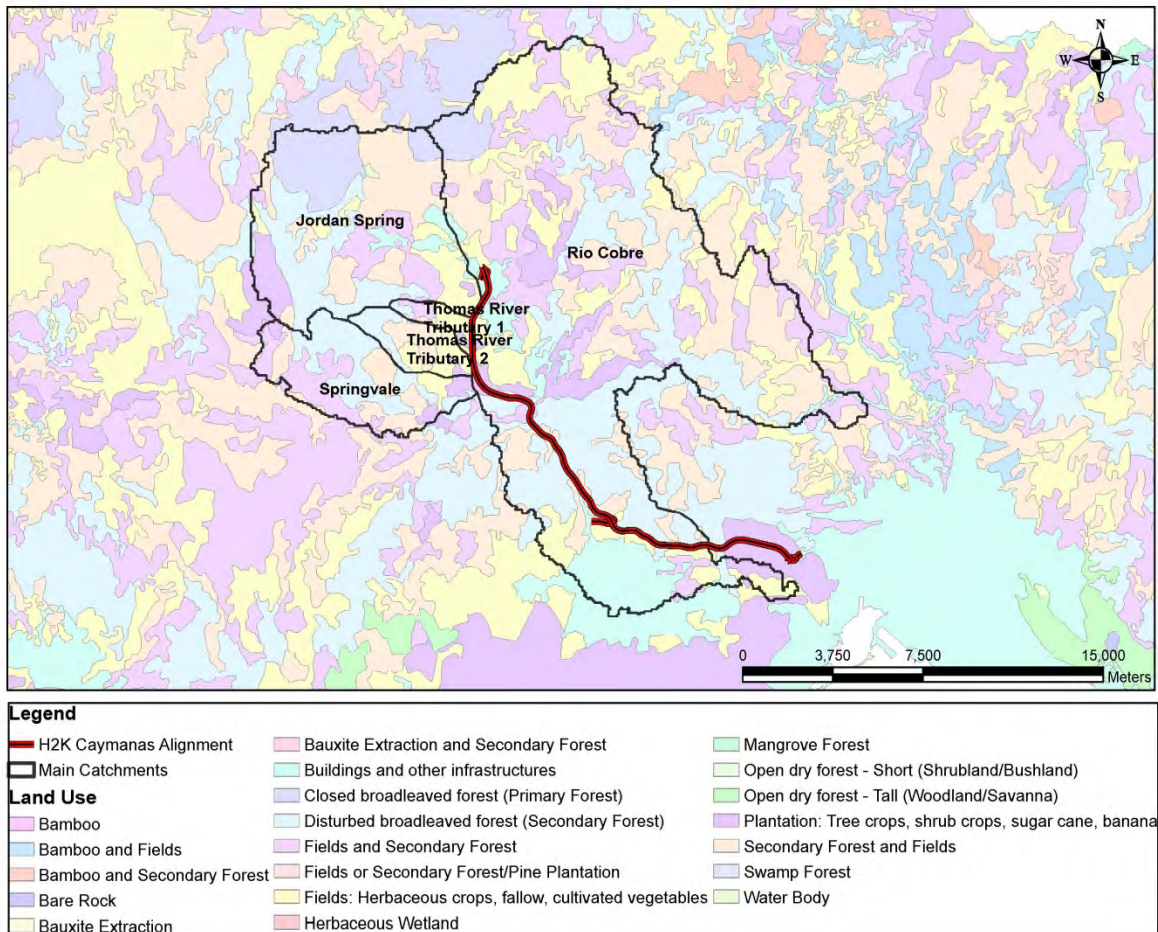 N
W E
S
Jordan Spring
Rio Cobre
Thomas River
Tributary 1
Thomas River
Tributary 2
Springvale
0 3,750 7,500 15,000
Meters
Legend
H2K Caymanas Alignment
Main Catchments
Land Use
Bamboo
Bamboo and Fields
Bamboo and Secondary Forest
Bare Rock
Bauxite Extraction
Bauxite Extraction and Secondary Forest
Buildings and other infrastructures
Closed broadleaved forest (Primary Forest)
Disturbed broadleaved forest (Secondary Forest)
Fields and Secondary Forest
Fields or Secondary Forest/Pine Plantation
Fields: Herbaceous crops, fallow, cultivated vegetables
Herbaceous Wetland
Mangrove Forest
Open dry forest - Short (Shrubland/Bushland)
Open dry forest - Tall (Woodland/Savanna)
Plantation: Tree crops, shrub crops, sugar cane, banana
Secondary Forest and Fields
Swamp Forest
Water Body